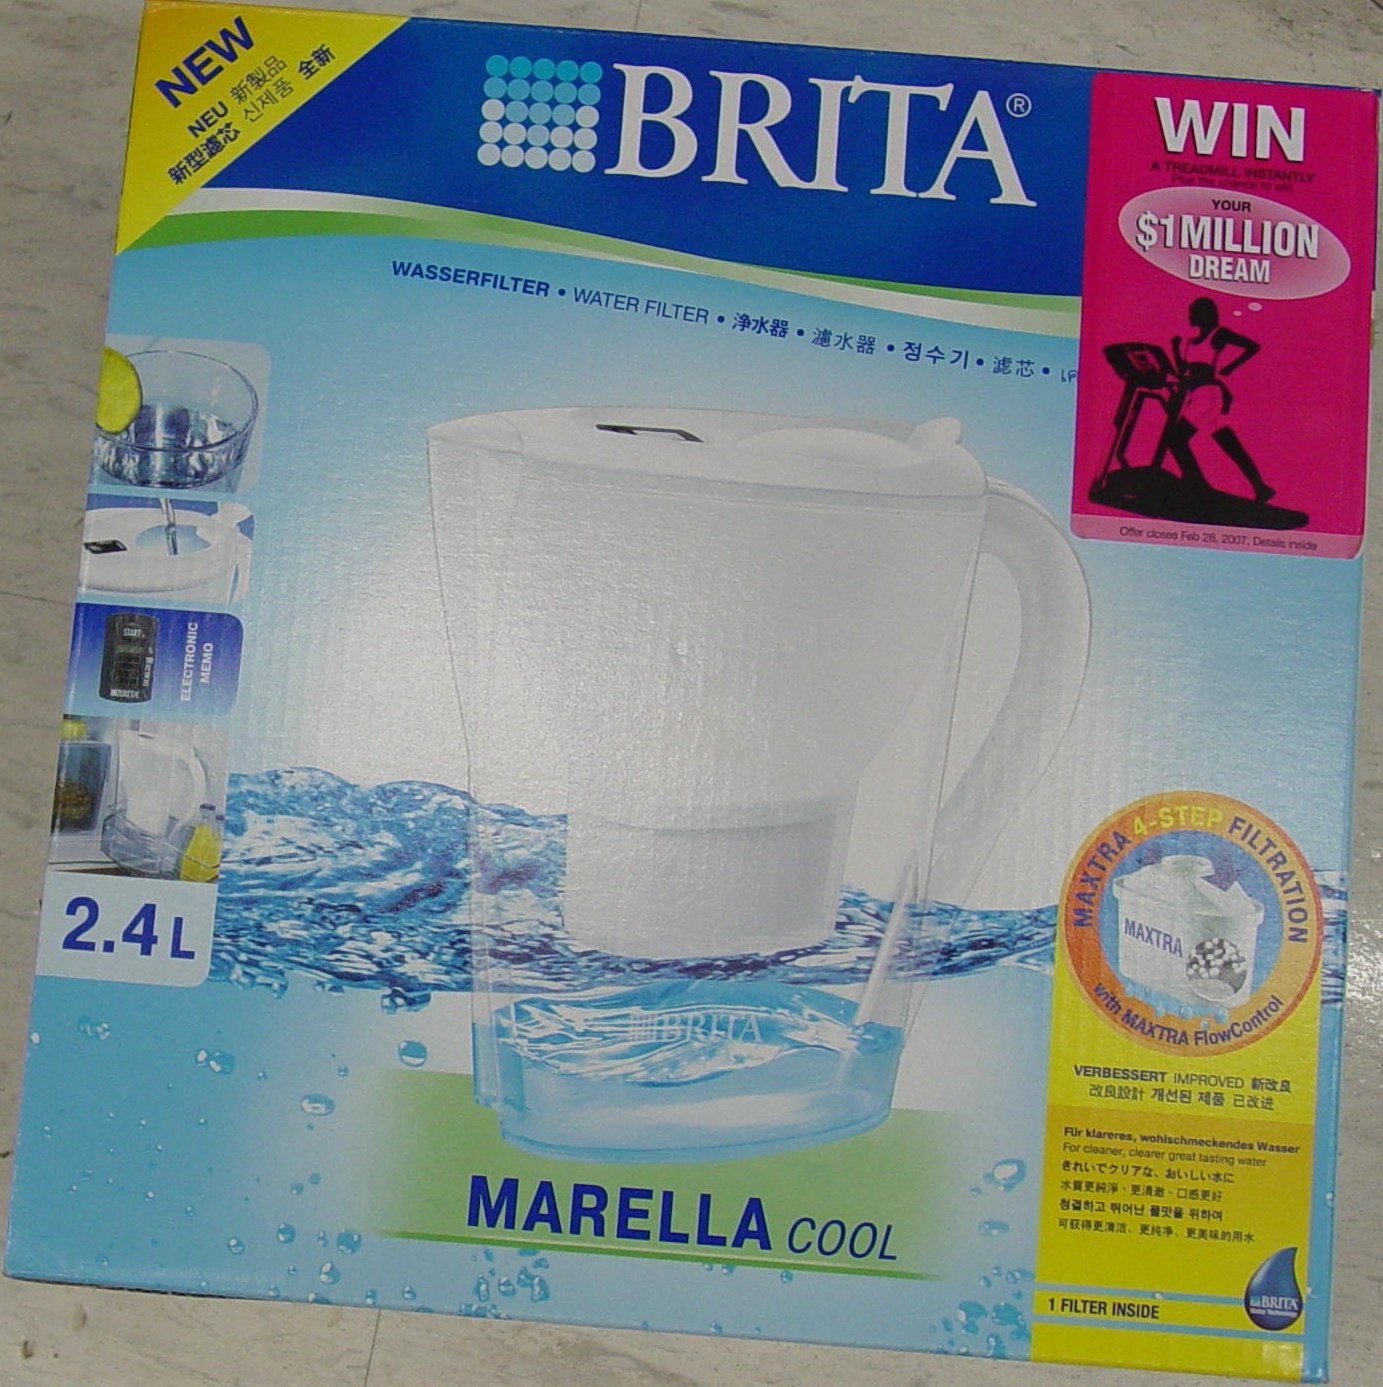 NEW
NEU 新製品
신제품 全新
新型濾芯
BRITA®
WIN
A TREADMILL INSTANTLY
Plus the chance to win
YOUR
$1MILLION
DREAM
Offer closes Feb 28, 2007. Details inside
WASSERFILTER • WATER FILTER • 浄水器 • 濾水器 • 정수기 • 滤芯 •
START
ELECTRONIC
MEMO
2.4 L
BRITA
MAXTRA 4-STEP FILTRATION
MAXTRA
with MAXTRA FlowControl
VERBESSERT IMPROVED 新改良
改良設計 개선된 제품 已改进
Für klareres, wohlschmeckendes Wasser
For cleaner, clearer great tasting water
きれいでクリアな、おいしい水に
水質更純淨、更清澈、口感更好
청결하고 뛰어난 물맛을 위하여
可获得更清洁、更纯净、更美味的用水
MARELLA COOL
1 FILTER INSIDE
BRITA